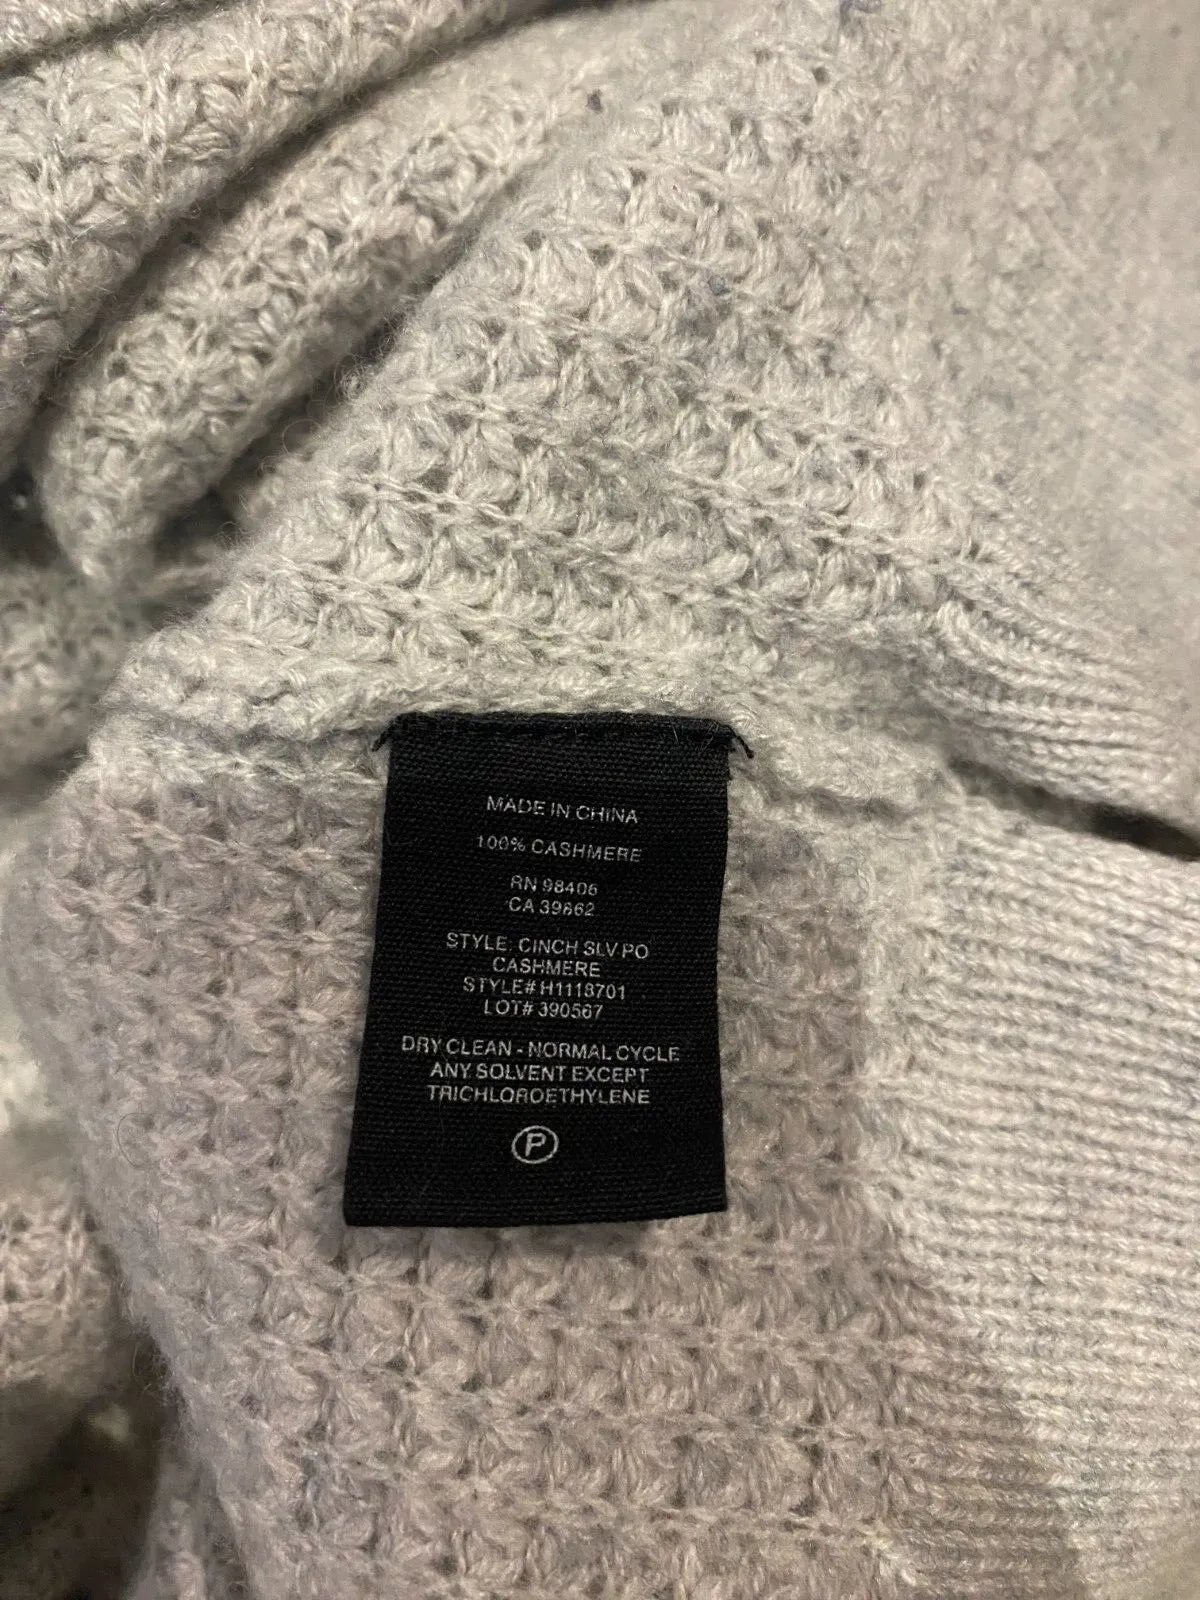 MADE IN CHINA
100% CASHMERE
RN 98406
CA 39862
STYLE: CINCH SLV PO
CASHMERE
STYLE# H1118701
LOT# 390567
DRY CLEAN - NORMAL CYCLE
ANY SOLVENT EXCEPT
TRICHLOROETHYLENE
P